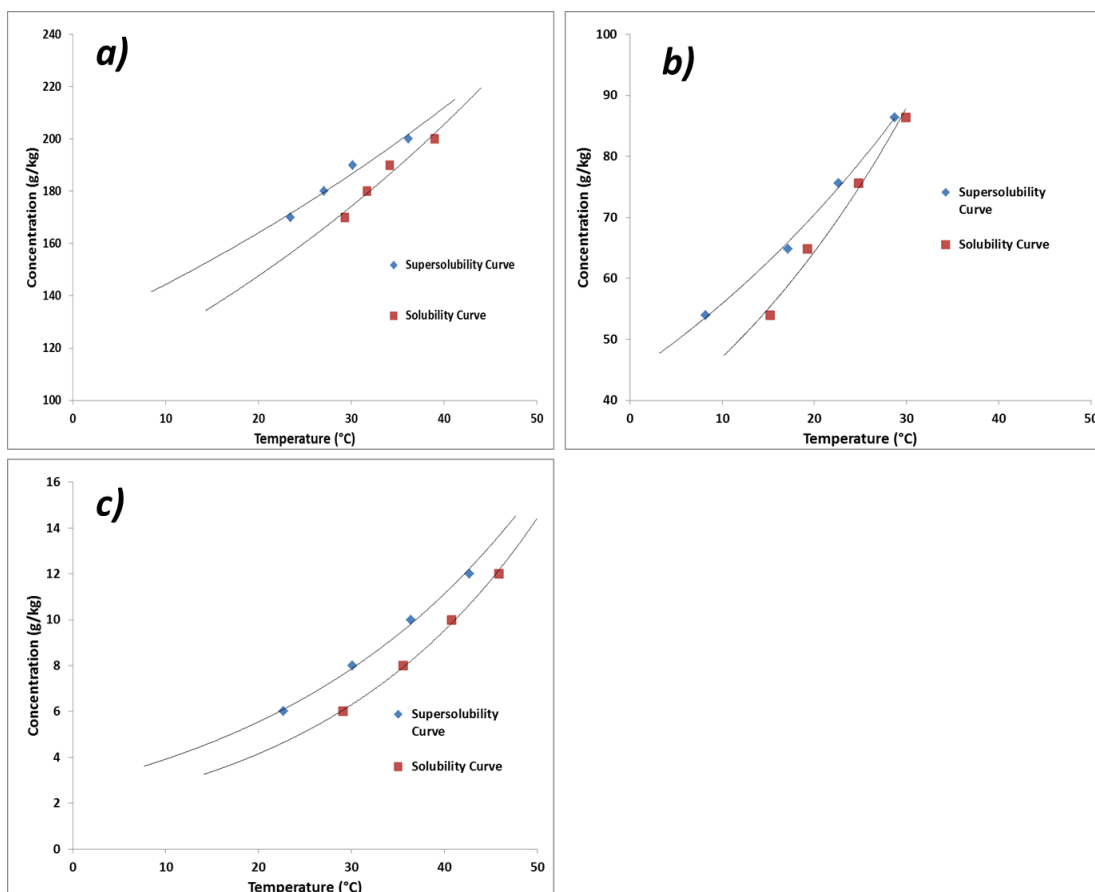 a)
240
220
200
180
160
140
120
100
Concentration (g/kg)
Supersolubility Curve
Solubility Curve
0 10 20 30 40 50
Temperature (°C)
b)
100
90
80
70
60
50
40
Concentration (g/kg)
Supersolubility
Curve
Solubility Curve
0 10 20 30 40 50
Temperature (°C)
c)
16
14
12
10
8
6
4
2
0
Concentration (g/kg)
Supersolubility
Curve
Solubility Curve
0 10 20 30 40 50
Temperature (°C)